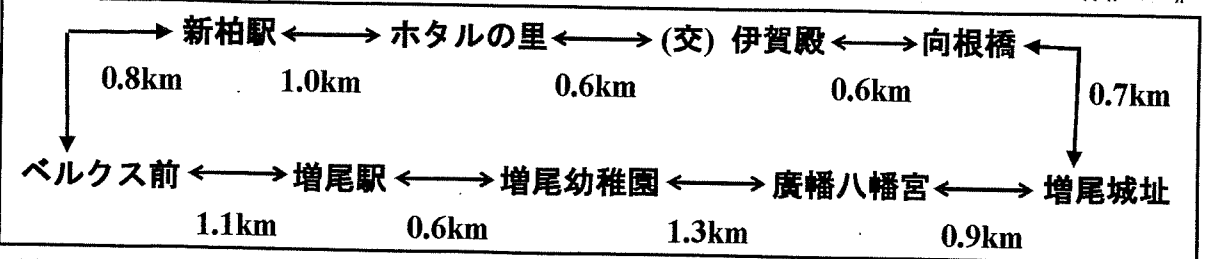 新柏駅←→ホタルの里←→(交) 伊賀殿←→向根橋
0.8km 1.0km 0.6km 0.6km 0.7km
ベルクス前←→増尾駅←→増尾幼稚園←→廣幡八幡宮←→増尾城址
1.1km 0.6km 1.3km 0.9km